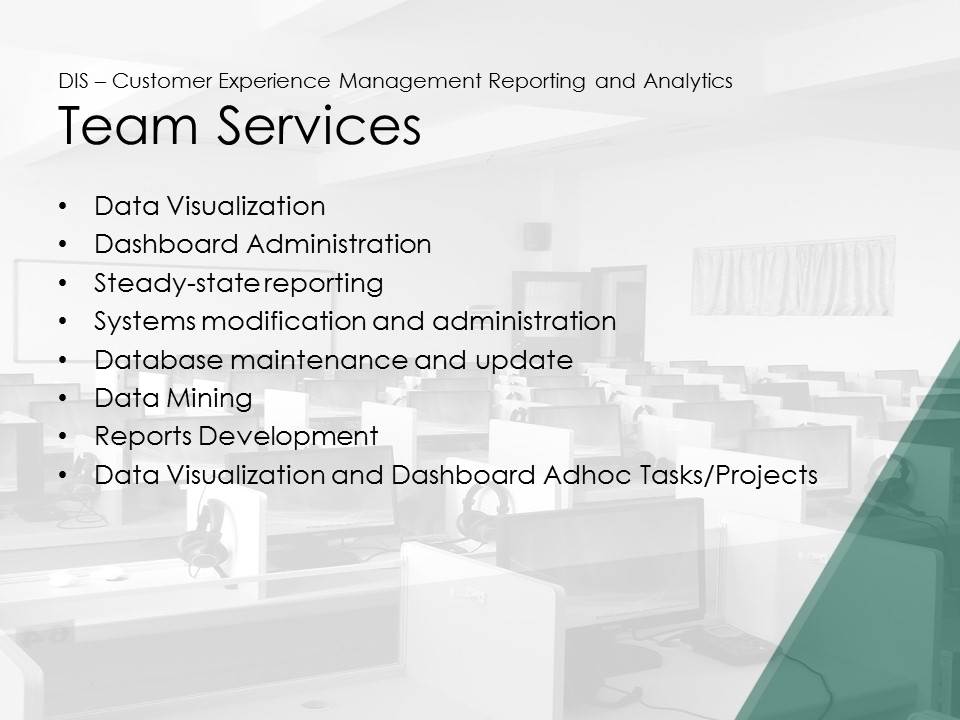 DIS – Customer Experience Management Reporting and Analytics
Team Services
• Data Visualization
• Dashboard Administration
• Steady-state reporting
• Systems modification and administration
• Database maintenance and update
• Data Mining
• Reports Development
• Data Visualization and Dashboard Adhoc Tasks/Projects